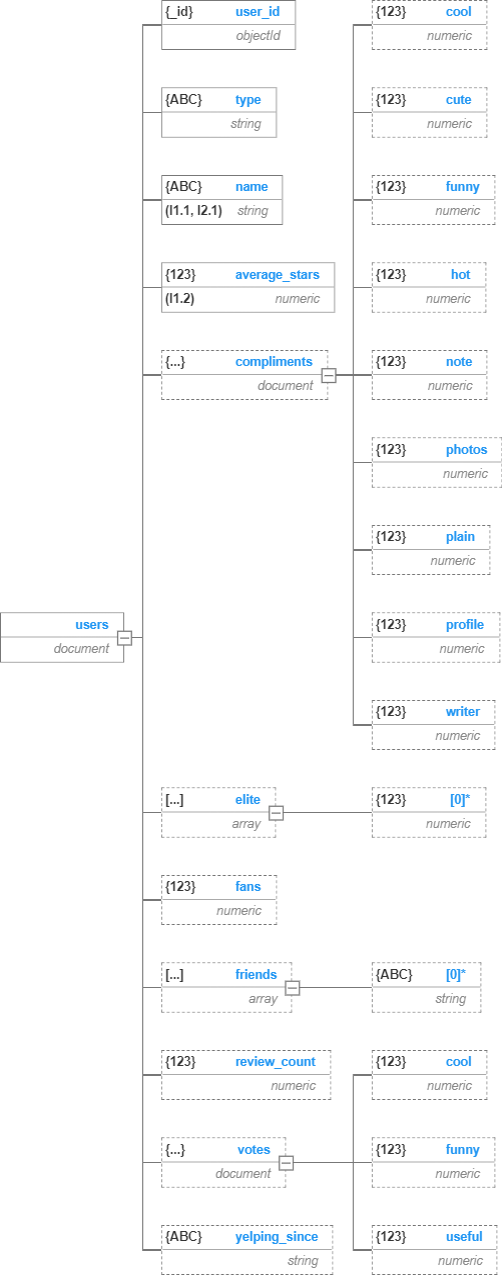 {_id} user_id
objectId
{ABC} type
string
{ABC} name
(I1.1, I2.1) string
{123} average_stars
(I1.2) numeric
{...} compliments
document
{123} cool
numeric
{123} cute
numeric
{123} funny
numeric
{123} hot
numeric
{123} note
numeric
{123} photos
numeric
{123} plain
numeric
{123} profile
numeric
{123} writer
numeric
users
document
[...] elite
array
{123} [0]*
numeric
{123} fans
numeric
[...] friends
array
{ABC} [0]*
string
{123} review_count
numeric
{...} votes
document
{123} cool
numeric
{123} funny
numeric
{123} useful
numeric
{ABC} yelping_since
string